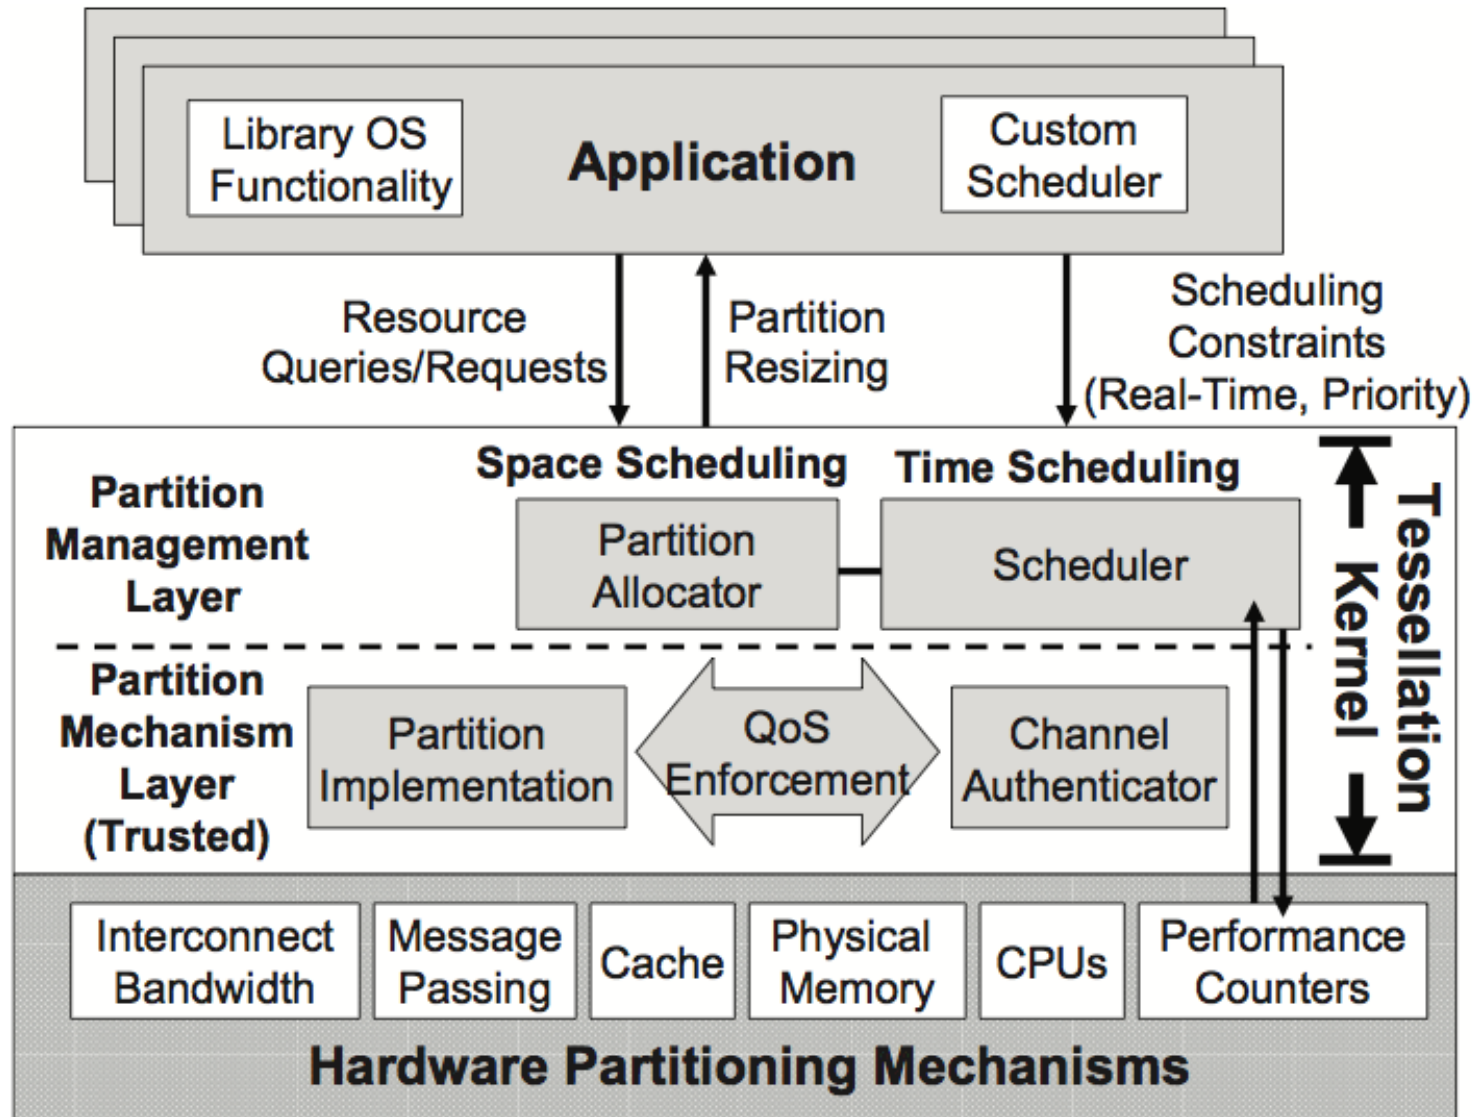 Library OS
Functionality
Application
Custom
Scheduler
Resource
Queries/Requests
Partition
Resizing
Scheduling
Constraints
(Real-Time, Priority)
Partition
Management
Layer
Space Scheduling
Partition
Allocator
Time Scheduling
Scheduler
Tessellation
Kernel
Partition
Mechanism
Layer
(Trusted)
Partition
Implementation
QoS
Enforcement
Channel
Authenticator
Interconnect
Bandwidth
Message
Passing
Cache
Physical
Memory
CPUs
Performance
Counters
Hardware Partitioning Mechanisms